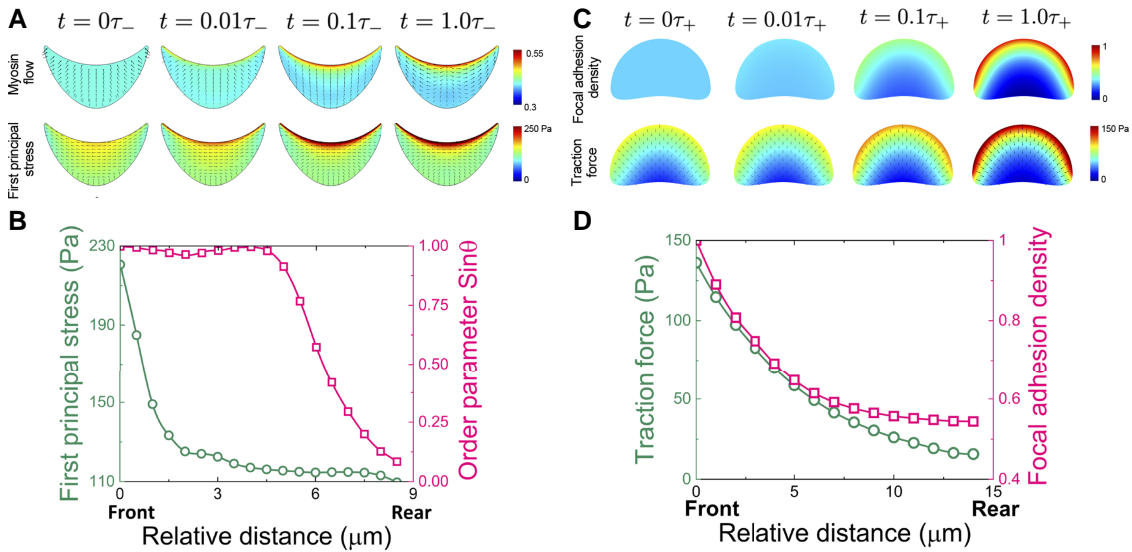 A
t = 0τ₋ t = 0.01τ₋ t = 0.1τ₋ t = 1.0τ₋
Myosin flow
0.55
0.3
First principal stress
250 Pa
0
B
First principal stress (Pa)
230
190
150
110
Order parameter Sinθ
1.00
0.75
0.50
0.25
0.00
0 3 6 9
Front Rear
Relative distance (μm)
C
t = 0τ₊ t = 0.01τ₊ t = 0.1τ₊ t = 1.0τ₊
Focal adhesion density
1
0
Traction force
150 Pa
0
D
Traction force (Pa)
150
100
50
0
Focal adhesion density
1
0.8
0.6
0.4
0 5 10 15
Front Rear
Relative distance (μm)